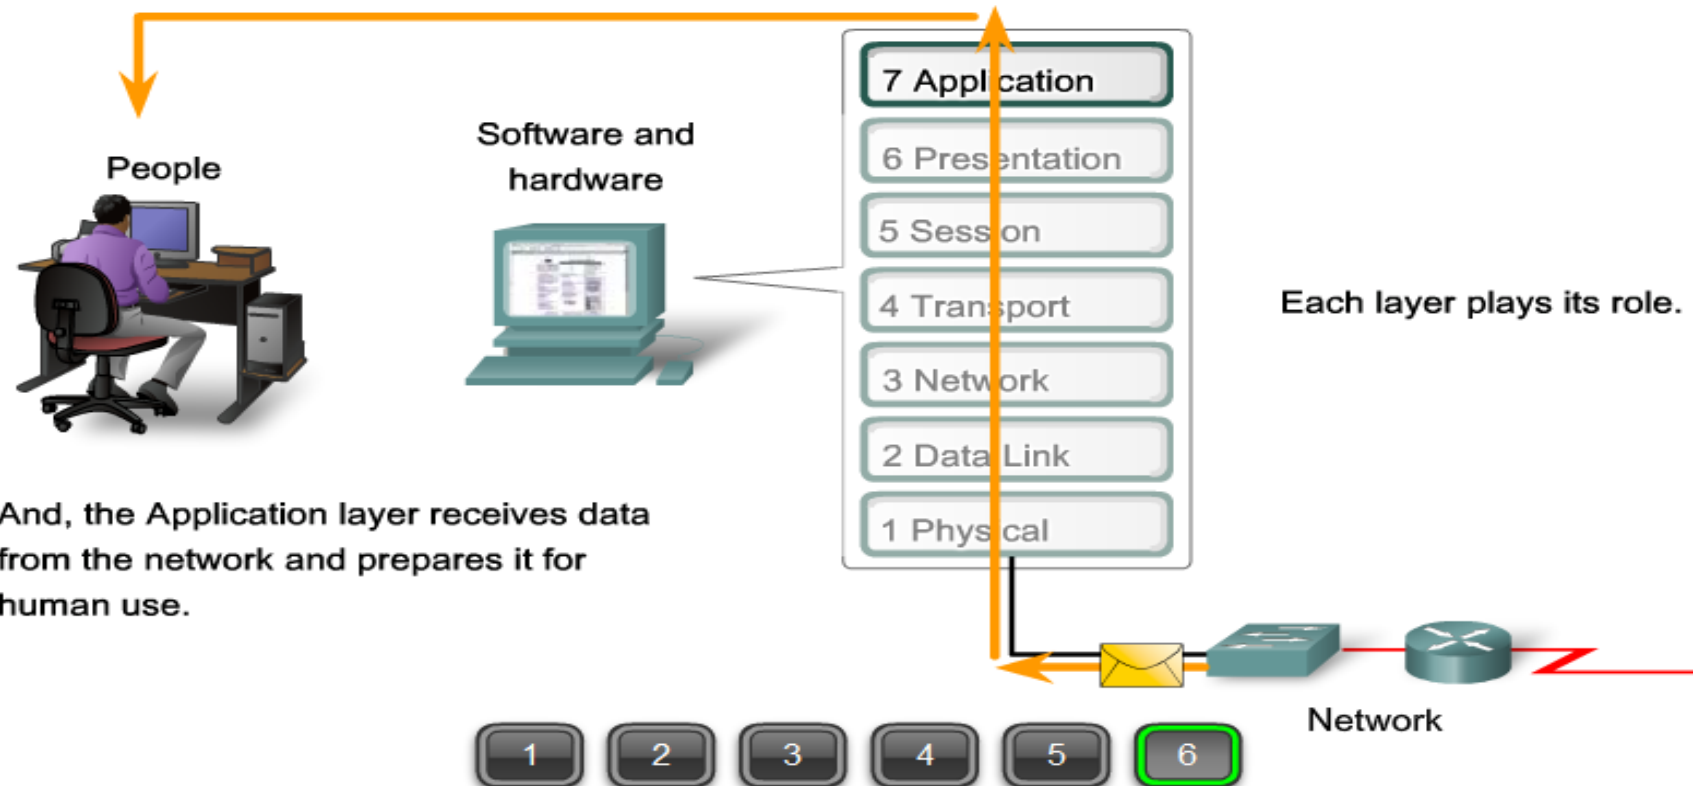 People
Software and
hardware
7 Application
6 Presentation
5 Session
4 Transport
3 Network
2 Data Link
1 Physical
Each layer plays its role.
And, the Application layer receives data
from the network and prepares it for
human use.
Network
1 2 3 4 5 6